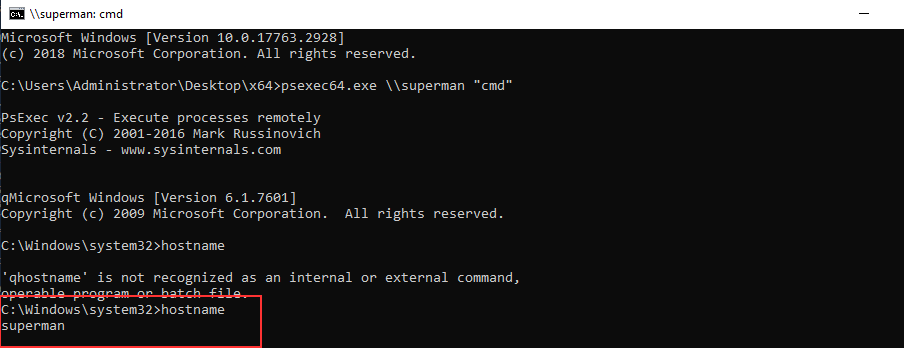 \\superman: cmd
Microsoft Windows [Version 10.0.17763.2928]
(c) 2018 Microsoft Corporation. All rights reserved.
C:\Users\Administrator\Desktop\x64>psexec64.exe \\superman "cmd"
PsExec v2.2 - Execute processes remotely
Copyright (C) 2001-2016 Mark Russinovich
Sysinternals - www.sysinternals.com
qMicrosoft Windows [Version 6.1.7601]
Copyright (c) 2009 Microsoft Corporation.  All rights reserved.
C:\Windows\system32>hostname
'qhostname' is not recognized as an internal or external command,
operable program or batch file.
C:\Windows\system32>hostname
superman